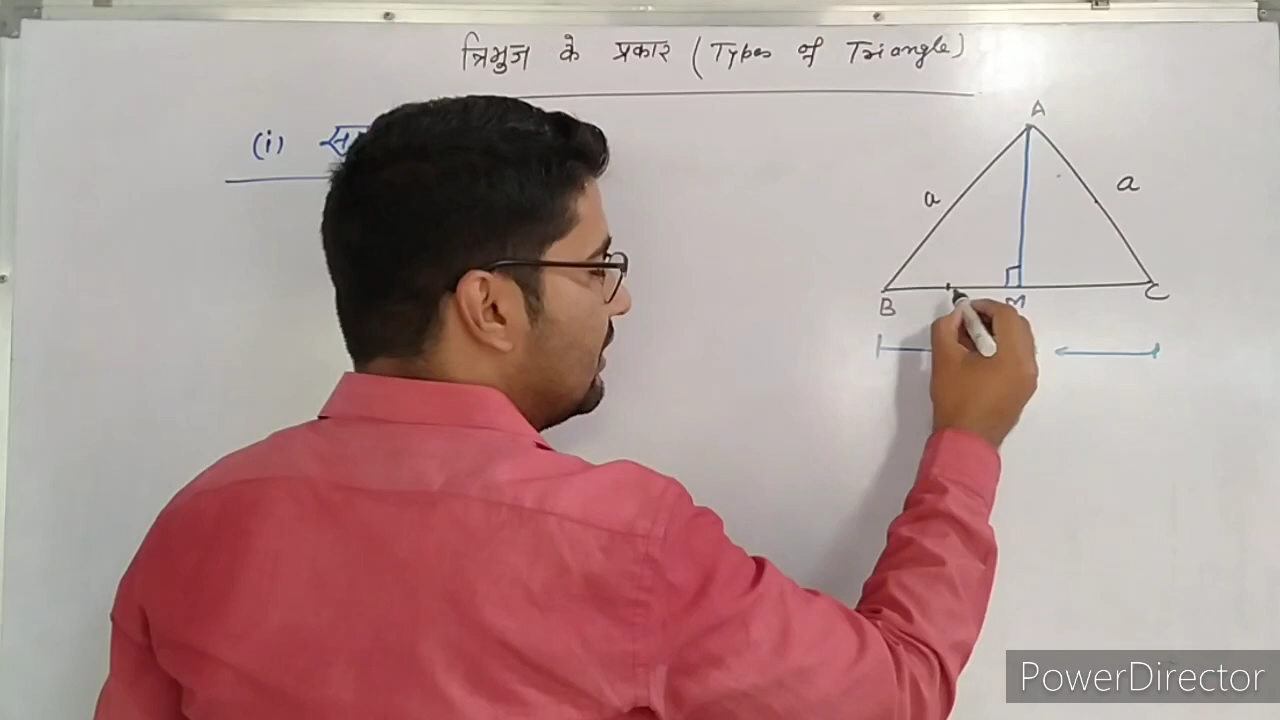 त्रिभुज के प्रकार (Types of Triangle)
(i)
A
a a
B M C
PowerDirector